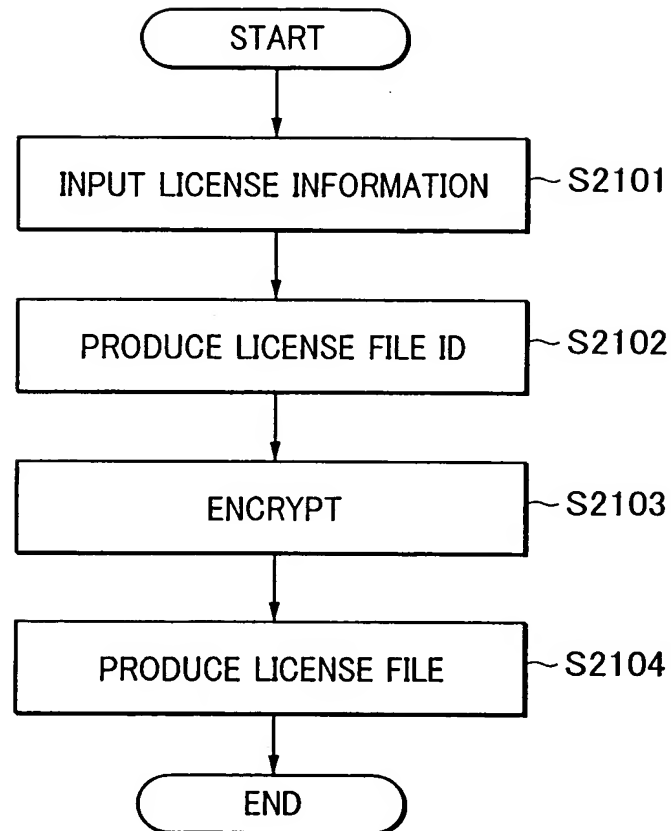 START
INPUT LICENSE INFORMATION
S2101
PRODUCE LICENSE FILE ID
S2102
ENCRYPT
S2103
PRODUCE LICENSE FILE
S2104
END